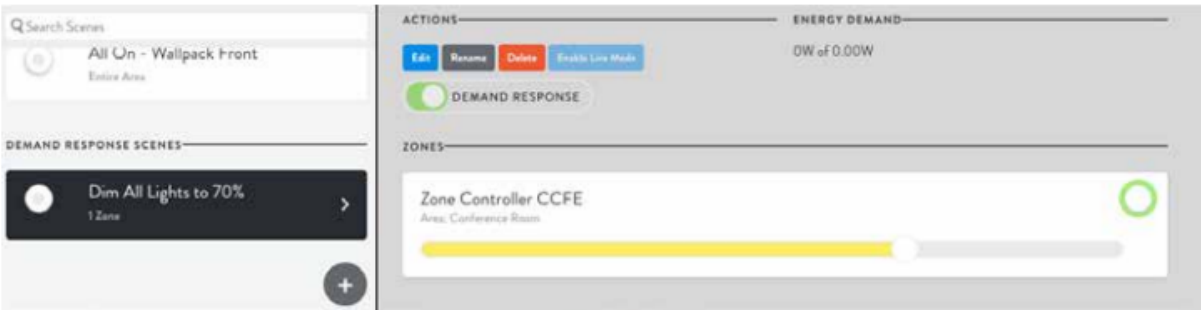 Search Scenes
All On - Wallpack Front
Entire Area
DEMAND RESPONSE SCENES
Dim All Lights to 70%
1 Zone
+
ACTIONS
Edit
Rename
Delete
Enable Live Mode
DEMAND RESPONSE
ENERGY DEMAND
0W of 0.00W
ZONES
Zone Controller CCFE
Area: Conference Room